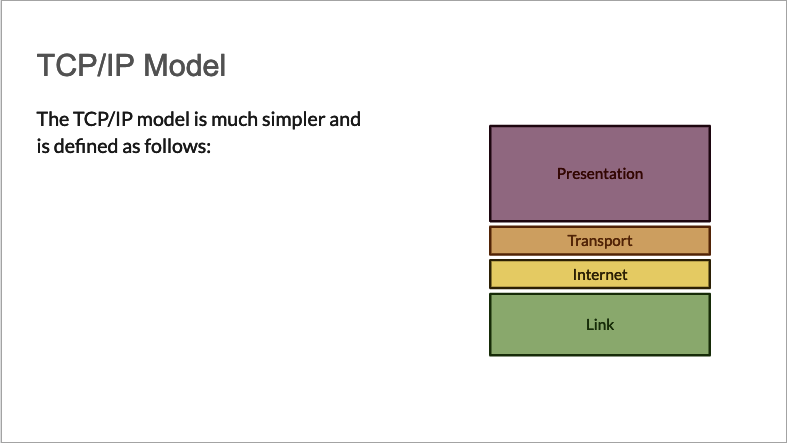 TCP/IP Model
The TCP/IP model is much simpler and
is defined as follows:
Presentation
Transport
Internet
Link